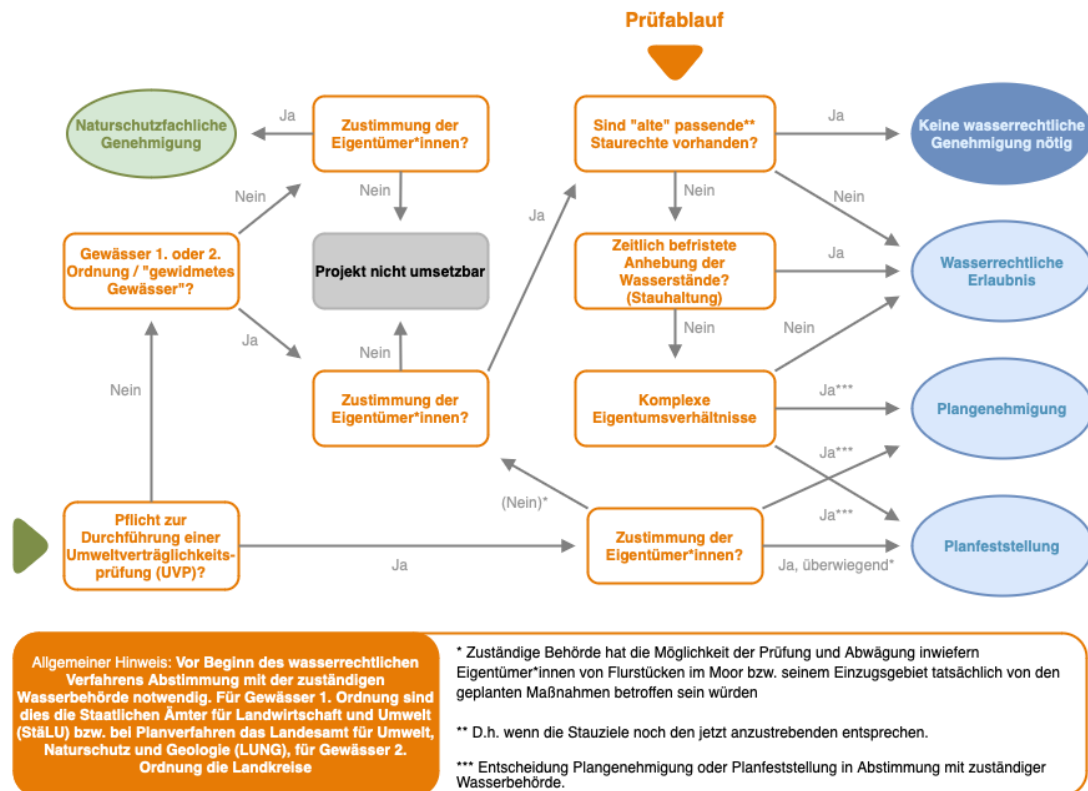 Prüfablauf
Naturschutzfachliche
Genehmigung
Ja
Zustimmung der
Eigentümer*innen?
Sind "alte" passende**
Staurechte vorhanden?
Ja
Keine wasserrechtliche
Genehmigung nötig
Nein
Nein
Ja
Nein
Nein
Gewässer 1. oder 2.
Ordnung / "gewidmetes
Gewässer"?
Projekt nicht umsetzbar
Zeitlich befristete
Anhebung der
Wasserstände?
(Stauhaltung)
Ja
Wasserrechtliche
Erlaubnis
Ja
Nein
Nein
Nein
Nein
Zustimmung der
Eigentümer*innen?
Komplexe
Eigentumsverhältnisse
Ja***
Plangenehmigung
(Nein)*
Ja***
Ja***
Pflicht zur
Durchführung einer
Umweltverträglichkeits-
prüfung (UVP)?
Ja
Zustimmung der
Eigentümer*innen?
Ja, überwiegend*
Planfeststellung
Allgemeiner Hinweis: Vor Beginn des wasserrechtlichen
Verfahrens Abstimmung mit der zuständigen
Wasserbehörde notwendig. Für Gewässer 1. Ordnung sind
dies die Staatlichen Ämter für Landwirtschaft und Umwelt
(StäLU) bzw. bei Planverfahren das Landesamt für Umwelt,
Naturschutz und Geologie (LUNG), für Gewässer 2.
Ordnung die Landkreise
* Zuständige Behörde hat die Möglichkeit der Prüfung und Abwägung inwiefern
Eigentümer*innen von Flurstücken im Moor bzw. seinem Einzugsgebiet tatsächlich von den
geplanten Maßnahmen betroffen sein würden
** D.h. wenn die Stauziele noch den jetzt anzustrebenden entsprechen.
*** Entscheidung Plangenehmigung oder Planfeststellung in Abstimmung mit zuständiger
Wasserbehörde.